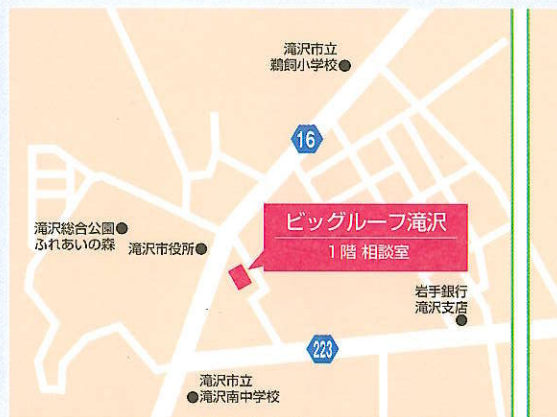 滝沢市立
鵜飼小学校
16
ビッグルーフ滝沢
1階 相談室
滝沢総合公園
ふれあいの森
滝沢市役所
岩手銀行
滝沢支店
223
滝沢市立
滝沢南中学校